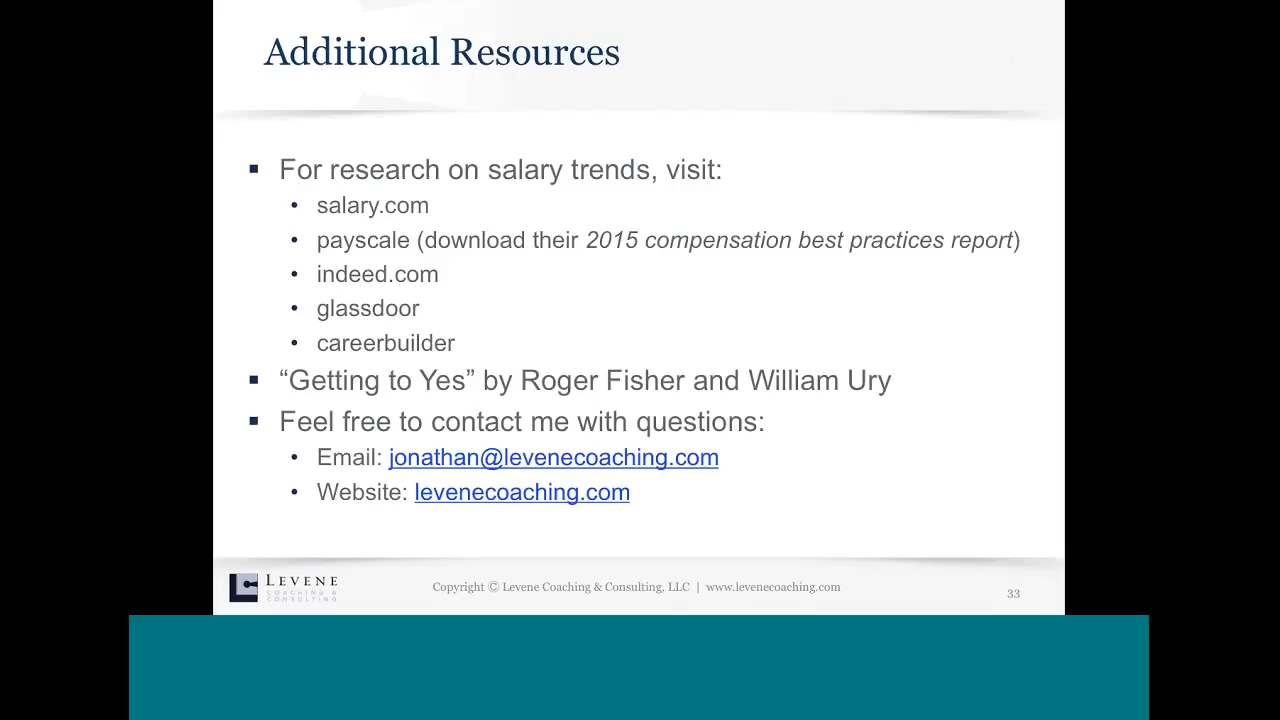 Additional Resources
For research on salary trends, visit:
salary.com
payscale (download their 2015 compensation best practices report)
indeed.com
glassdoor
careerbuilder
“Getting to Yes” by Roger Fisher and William Ury
Feel free to contact me with questions:
Email: jonathan@levenecoaching.com
Website: levenecoaching.com
LEVENE
COACHING &
CONSULTING
Copyright © Levene Coaching & Consulting, LLC | www.levenecoaching.com
33